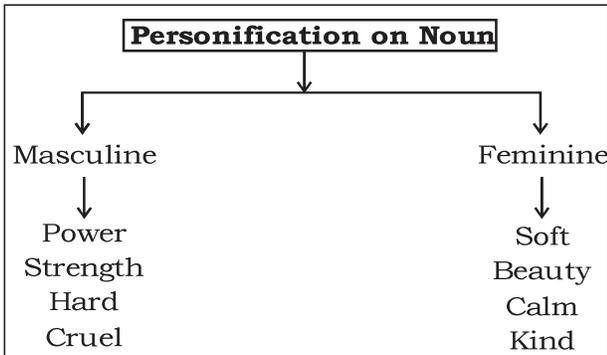 Personification on Noun
Masculine
Feminine
Power
Strength
Hard
Cruel
Soft
Beauty
Calm
Kind